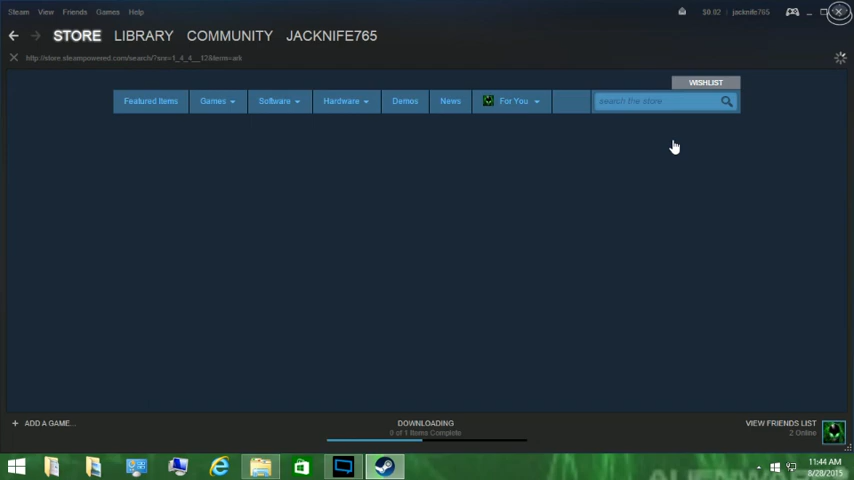 Steam View Friends Games Help
$0.02 jacknife765
STORE LIBRARY COMMUNITY JACKNIFE765
http://store.steampowered.com/search/?snr=1_4_4__12&term=ark
WISHLIST
Featured Items Games Software Hardware Demos News For You search the store
+ ADD A GAME...
DOWNLOADING
0 of 1 Items Complete
VIEW FRIENDS LIST
2 Online
11:44 AM
8/28/2015
ALIENWARE